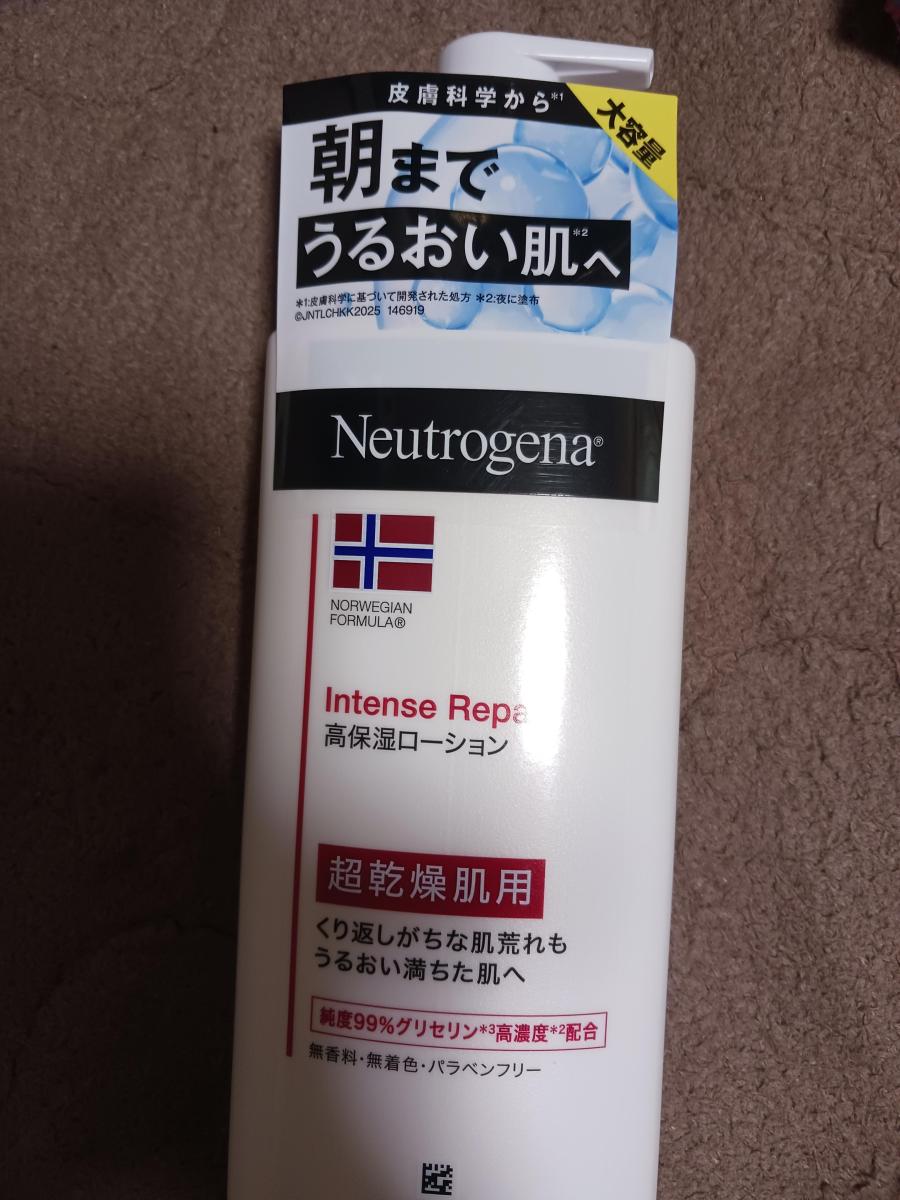 皮膚科学から*1
大容量
朝まで
うるおい肌へ*2
*1:皮膚科学に基づいて開発された処方 *2:夜に塗布
©JNTLCHKK2025 146919
Neutrogena®
NORWEGIAN
FORMULA®
Intense Repa
高保湿ローション
超乾燥肌用
くり返しがちな肌荒れも
うるおい満ちた肌へ
純度99%グリセリン*3高濃度*2配合
無香料・無着色・パラベンフリー